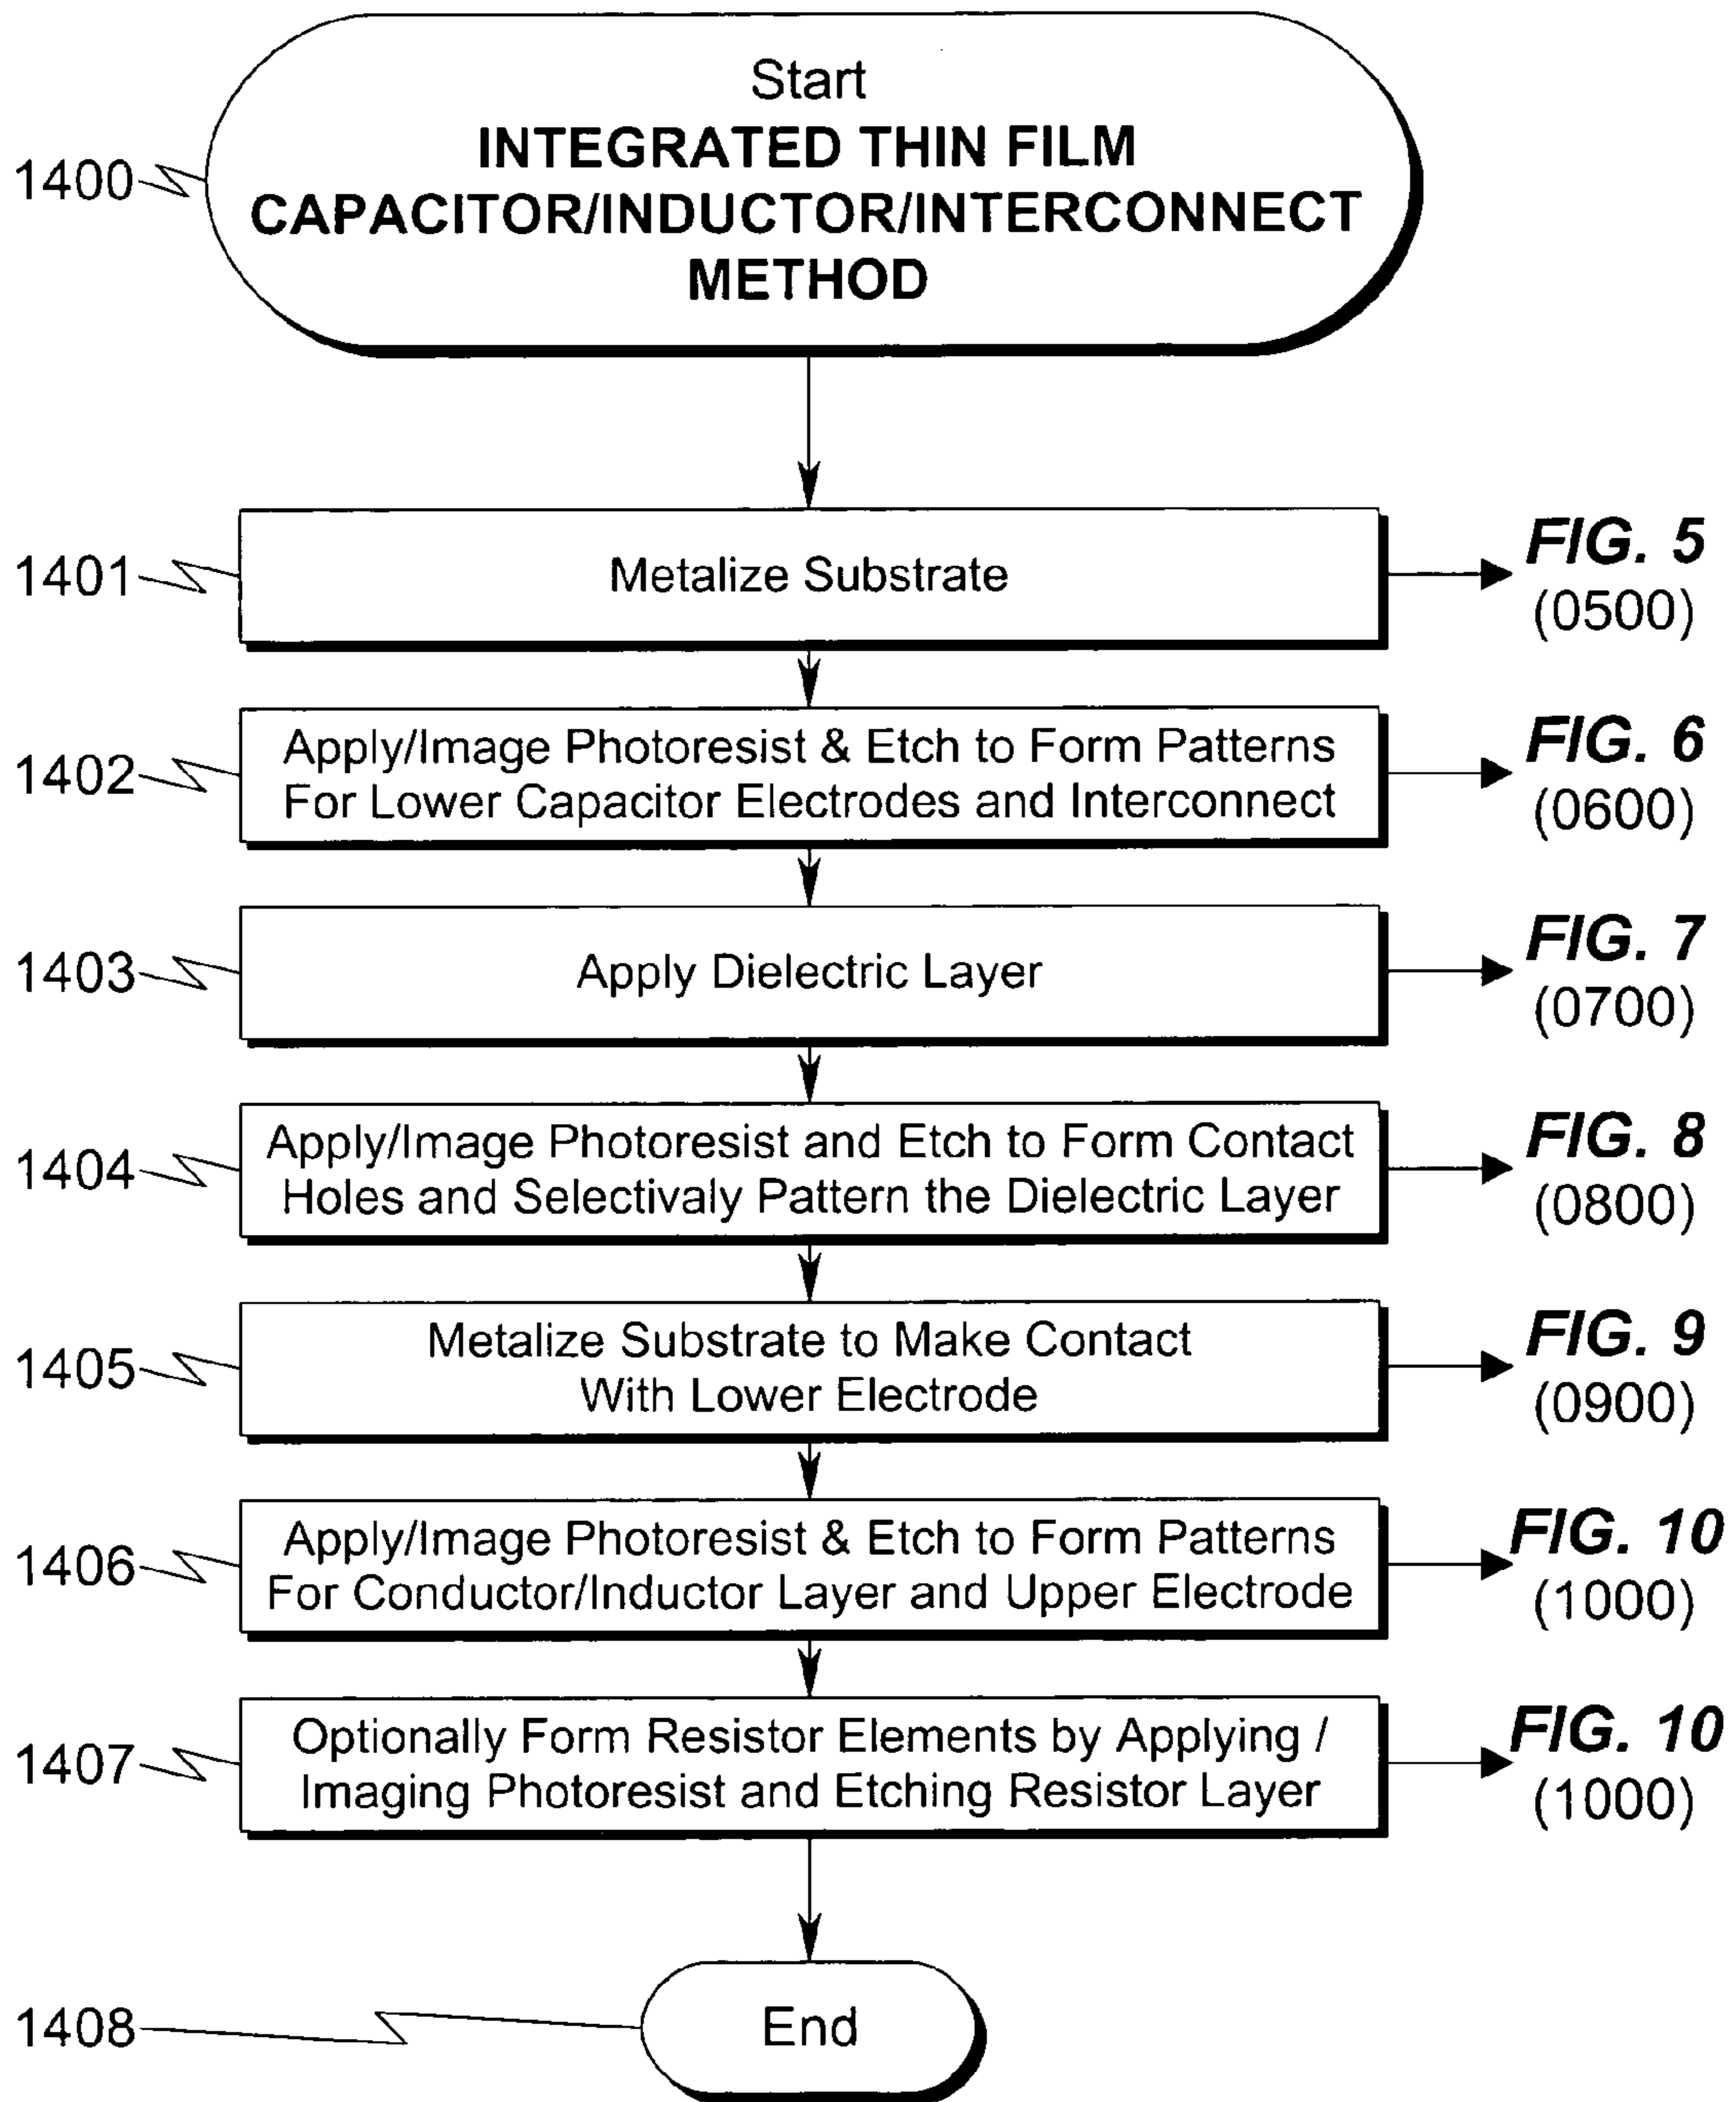 Start
INTEGRATED THIN FILM
CAPACITOR/INDUCTOR/INTERCONNECT
METHOD
1400
1401
Metalize Substrate
FIG. 5
(0500)
1402
Apply/Image Photoresist & Etch to Form Patterns
For Lower Capacitor Electrodes and Interconnect
FIG. 6
(0600)
1403
Apply Dielectric Layer
FIG. 7
(0700)
1404
Apply/Image Photoresist and Etch to Form Contact
Holes and Selectivaly Pattern the Dielectric Layer
FIG. 8
(0800)
1405
Metalize Substrate to Make Contact
With Lower Electrode
FIG. 9
(0900)
1406
Apply/Image Photoresist & Etch to Form Patterns
For Conductor/Inductor Layer and Upper Electrode
FIG. 10
(1000)
1407
Optionally Form Resistor Elements by Applying /
Imaging Photoresist and Etching Resistor Layer
FIG. 10
(1000)
1408
End